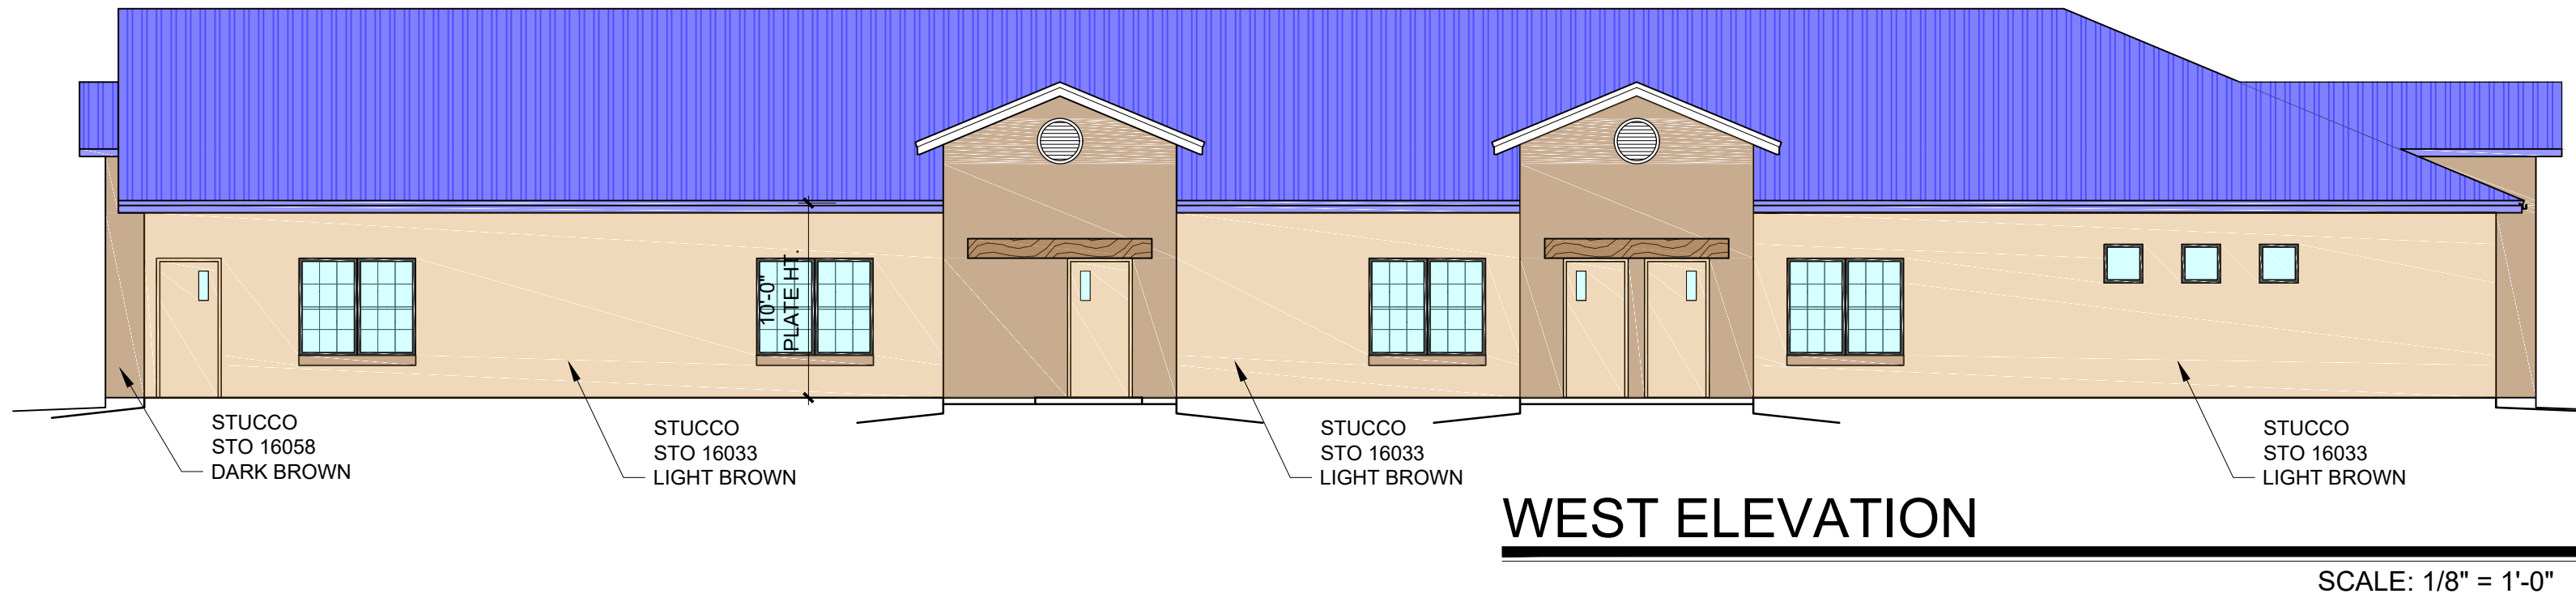 10'-0"
PLATE HT.
STUCCO
STO 16058
DARK BROWN
STUCCO
STO 16033
LIGHT BROWN
STUCCO
STO 16033
LIGHT BROWN
STUCCO
STO 16033
LIGHT BROWN
WEST ELEVATION
SCALE: 1/8" = 1'-0"